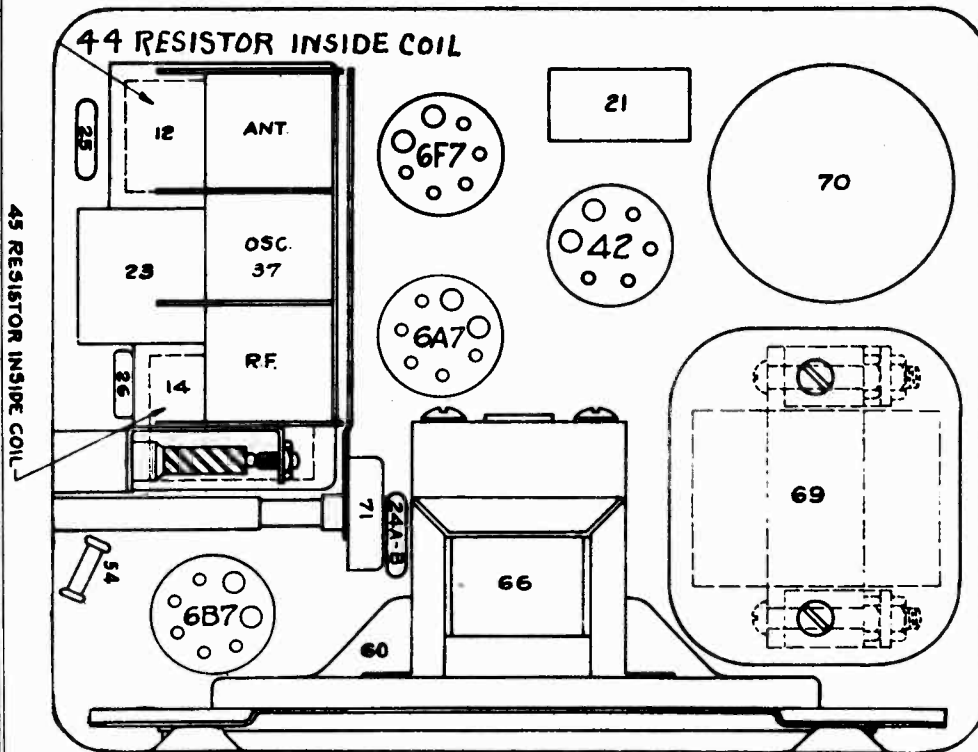 44 RESISTOR INSIDE COIL
25
12
ANT.
6F7
21
70
45 RESISTOR INSIDE COIL
23
OSC.
37
42
6A7
26
14
R.F.
71
24A-B
69
66
54
6B7
60